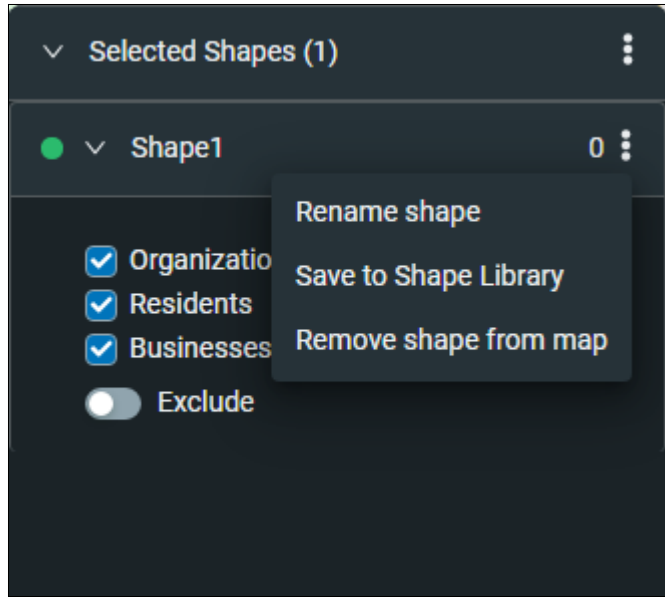 Selected Shapes (1)
Shape1 0
Rename shape
Organizatio
Save to Shape Library
Residents
Remove shape from map
Businesses
Exclude